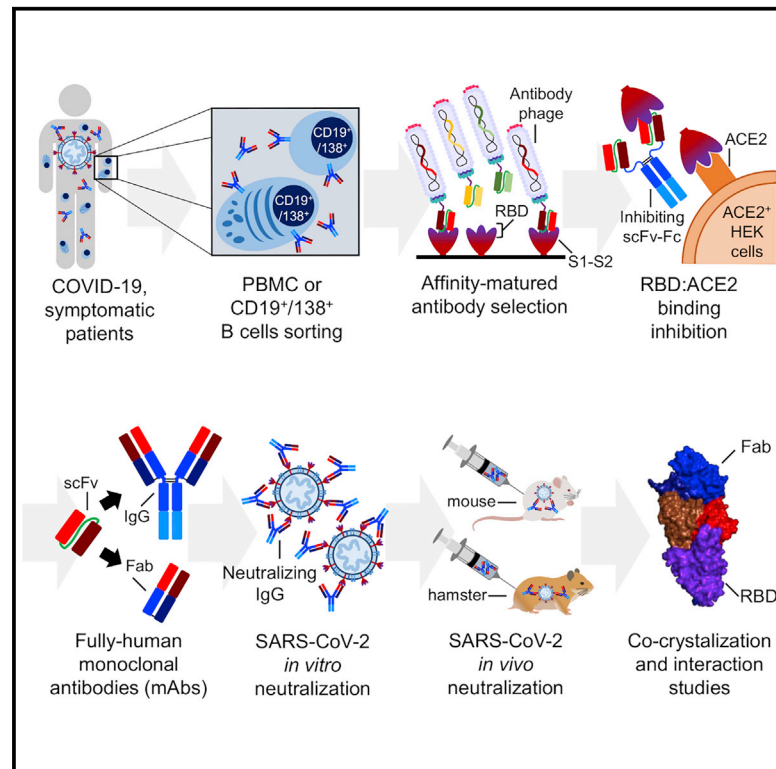 CD19⁺
/138⁺
CD19⁺
/138⁺
COVID-19,
symptomatic
patients
PBMC or
CD19⁺/138⁺
B cells sorting
Antibody
phage
RBD
S1-S2
Affinity-matured
antibody selection
ACE2
Inhibiting
scFv-Fc
ACE2⁺
HEK
cells
RBD:ACE2
binding
inhibition
scFv
IgG
Fab
Fully-human
monoclonal
antibodies (mAbs)
Neutralizing
IgG
SARS-CoV-2
in vitro
neutralization
mouse
hamster
SARS-CoV-2
in vivo
neutralization
Fab
RBD
Co-crystalization
and interaction
studies